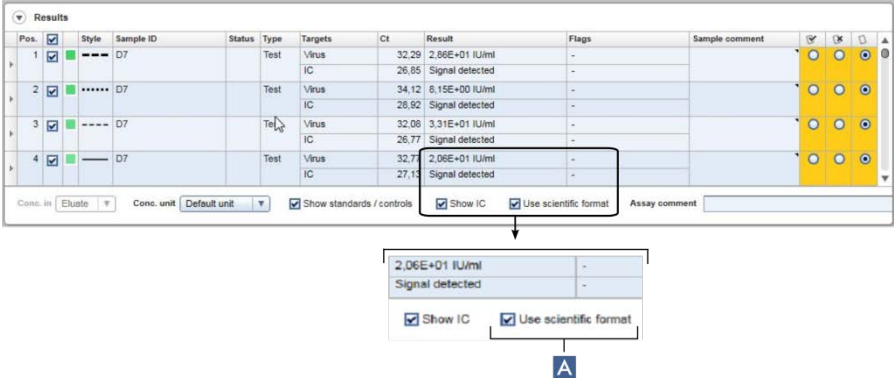 Results
Pos. Style Sample ID Status Type Targets Ct Result Flags Sample comment
1 D7 Test Virus 32,29 2,86E+01 IU/ml -
IC 26,85 Signal detected -
2 D7 Test Virus 34,12 8,15E+00 IU/ml -
IC 28,92 Signal detected -
3 D7 Virus 32,08 3,31E+01 IU/ml -
IC 26,77 Signal detected -
4 D7 Test Virus 32,77 2,06E+01 IU/ml -
IC 27,13 Signal detected -
Conc. in Eluate Conc. unit Default unit Show standards / controls Show IC Use scientific format Assay comment
2,06E+01 IU/ml -
Signal detected -
Show IC Use scientific format
A